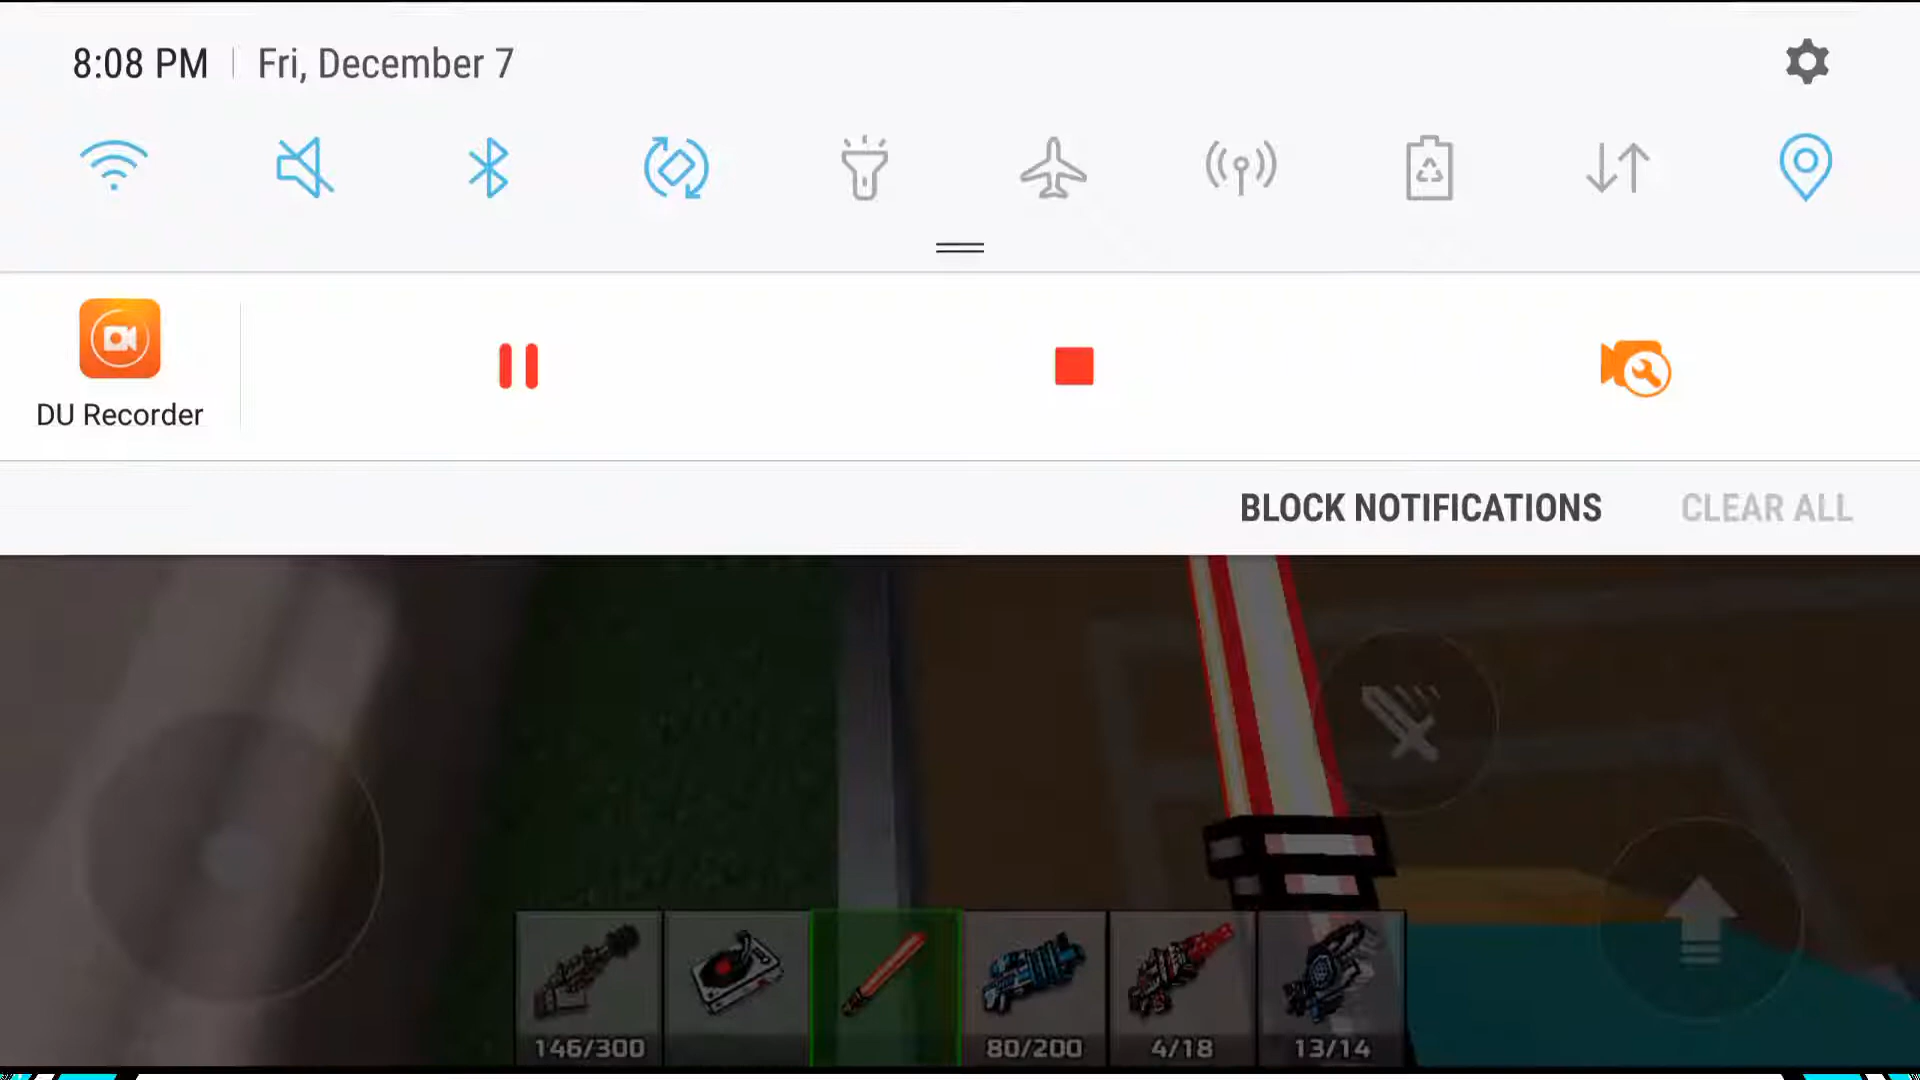 8:08 PM | Fri, December 7
DU Recorder
BLOCK NOTIFICATIONS CLEAR ALL
146/300 80/200 4/18 13/14